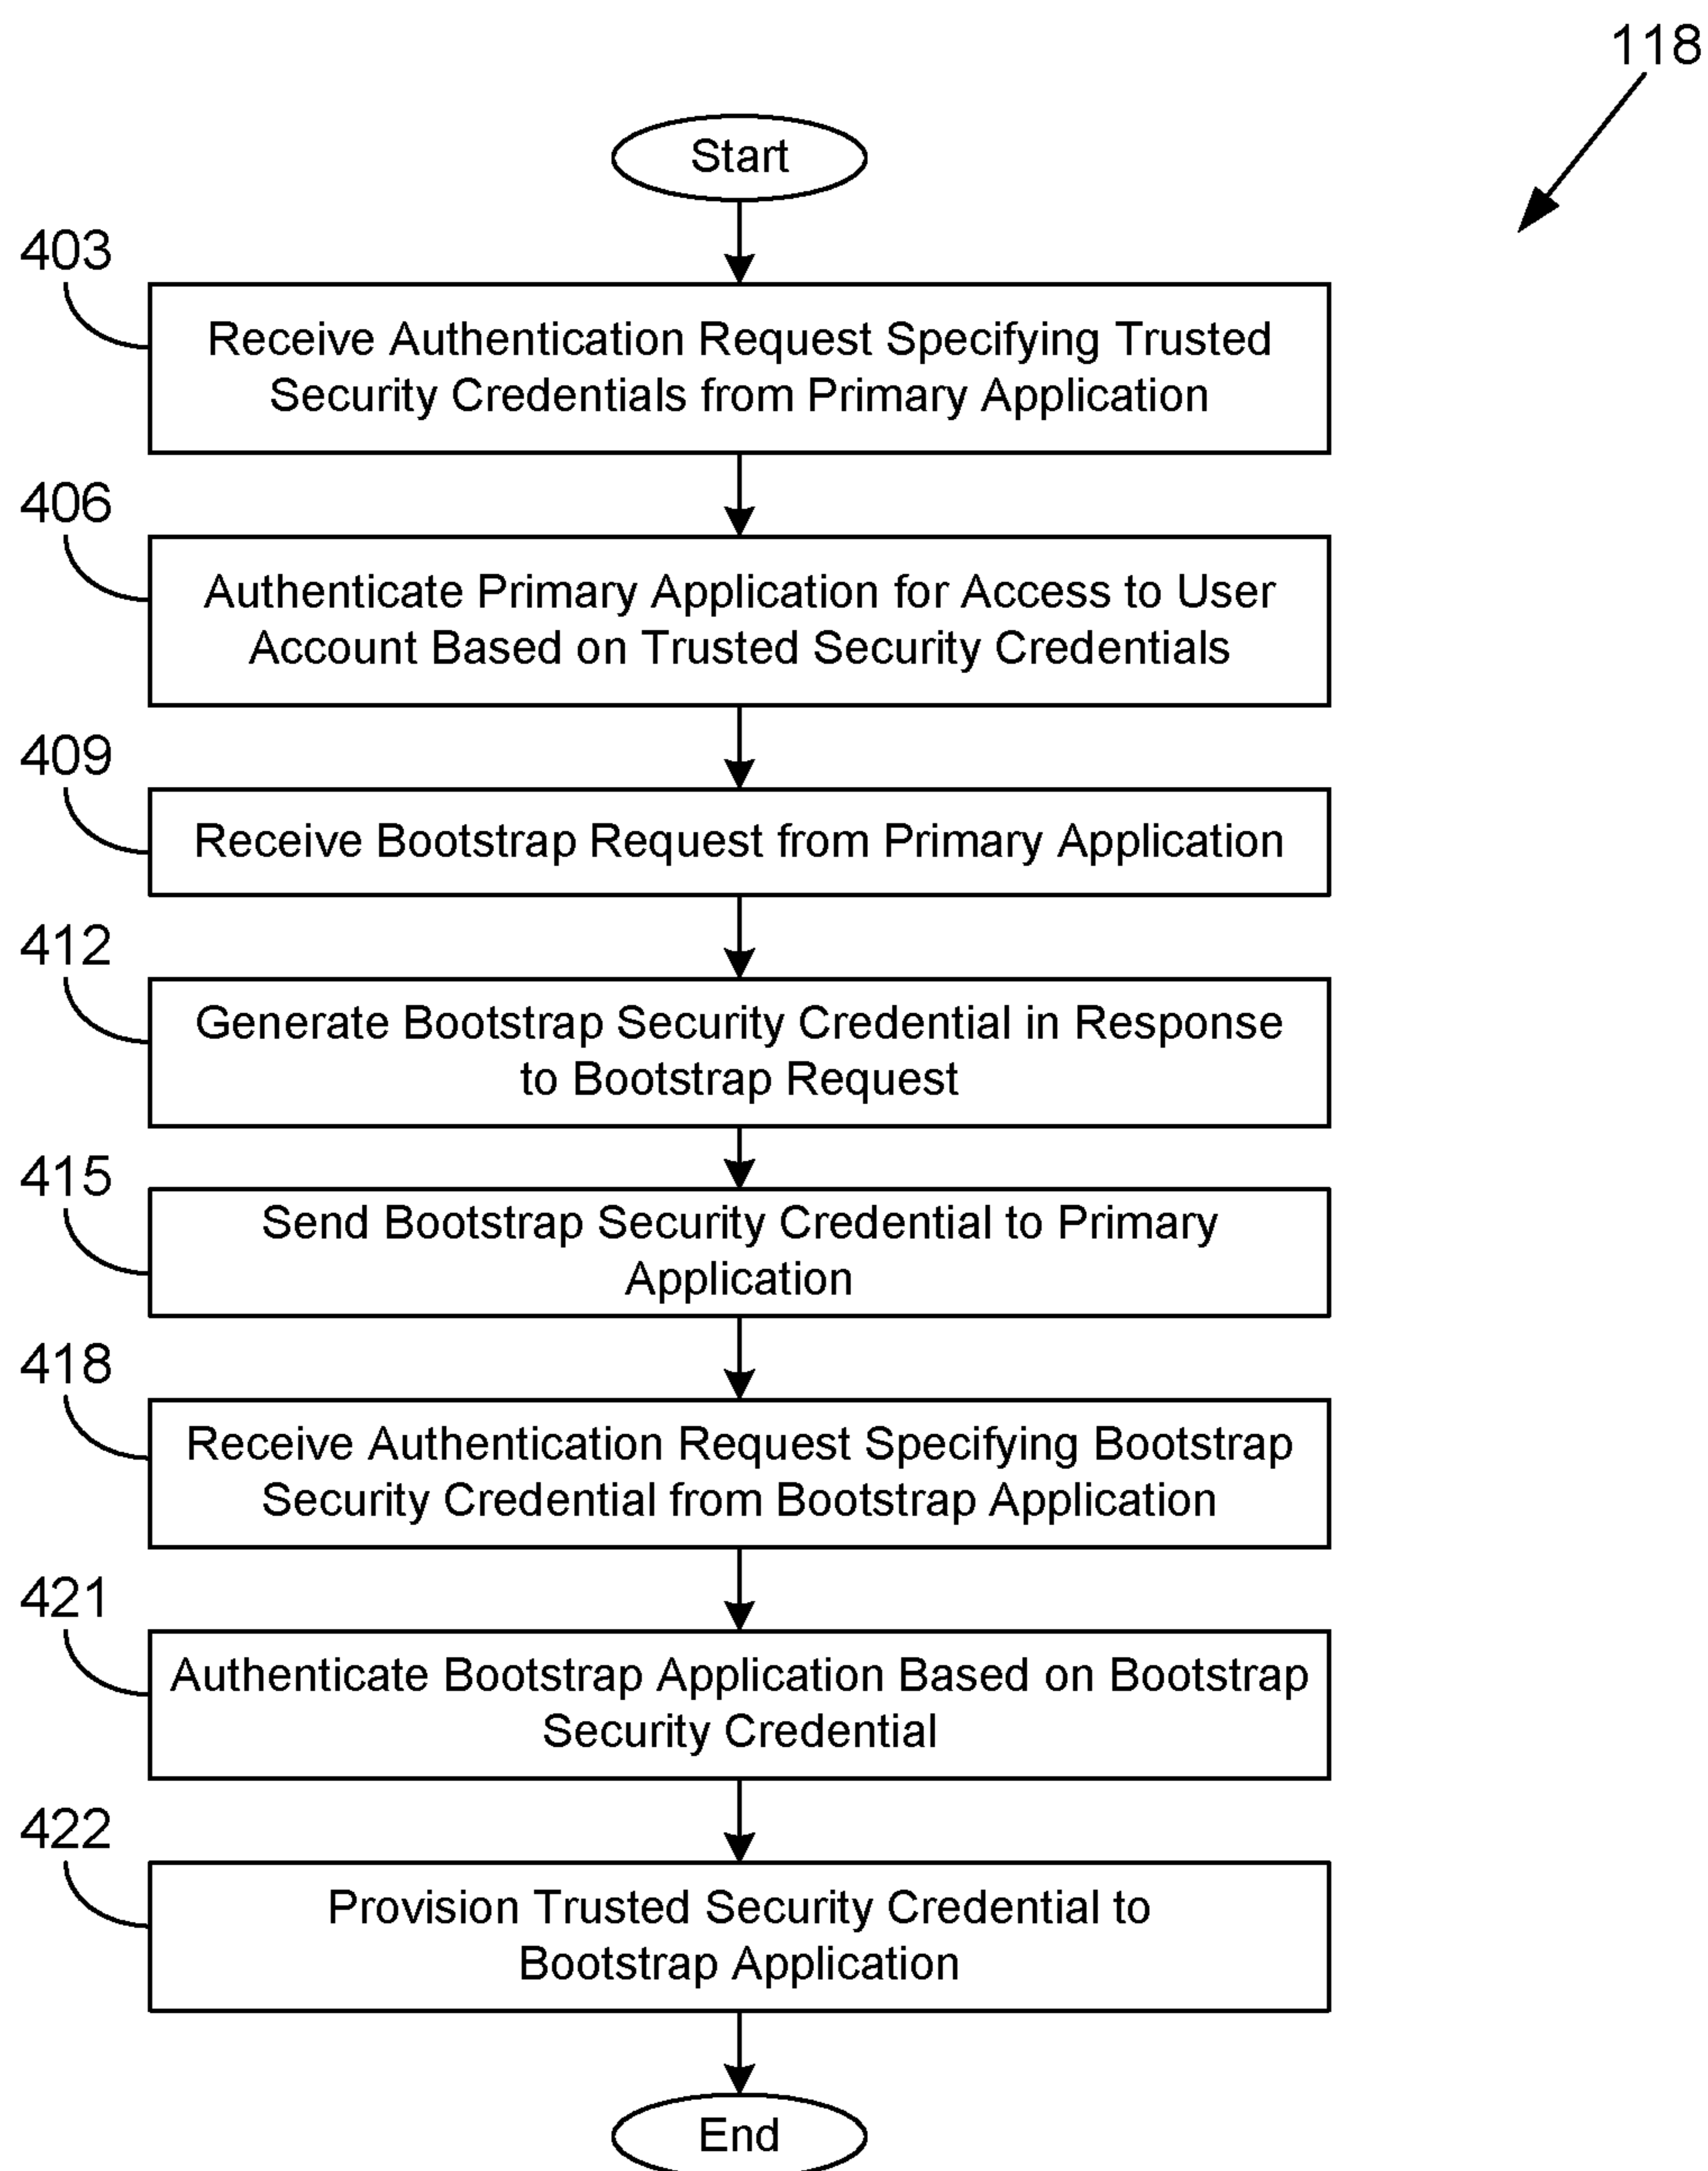 118
Start
403
Receive Authentication Request Specifying Trusted
Security Credentials from Primary Application
406
Authenticate Primary Application for Access to User
Account Based on Trusted Security Credentials
409
Receive Bootstrap Request from Primary Application
412
Generate Bootstrap Security Credential in Response
to Bootstrap Request
415
Send Bootstrap Security Credential to Primary
Application
418
Receive Authentication Request Specifying Bootstrap
Security Credential from Bootstrap Application
421
Authenticate Bootstrap Application Based on Bootstrap
Security Credential
422
Provision Trusted Security Credential to
Bootstrap Application
End